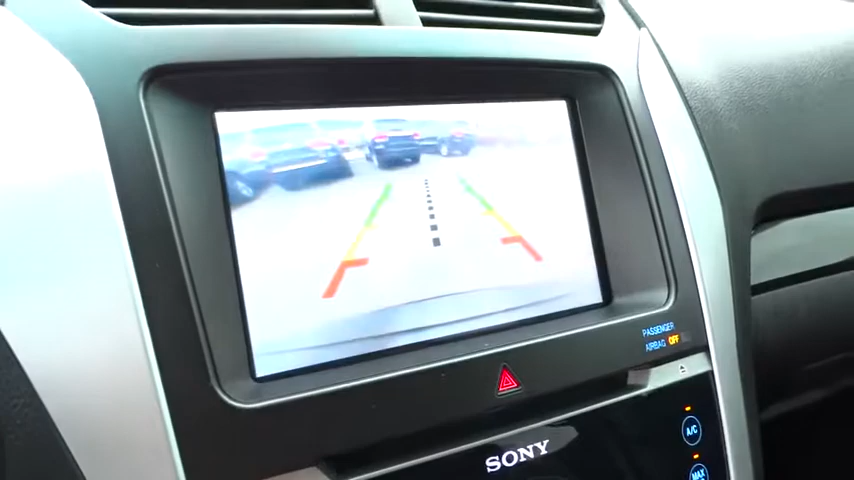 PASSENGER
AIRBAG OFF
SONY
A/C
MAX